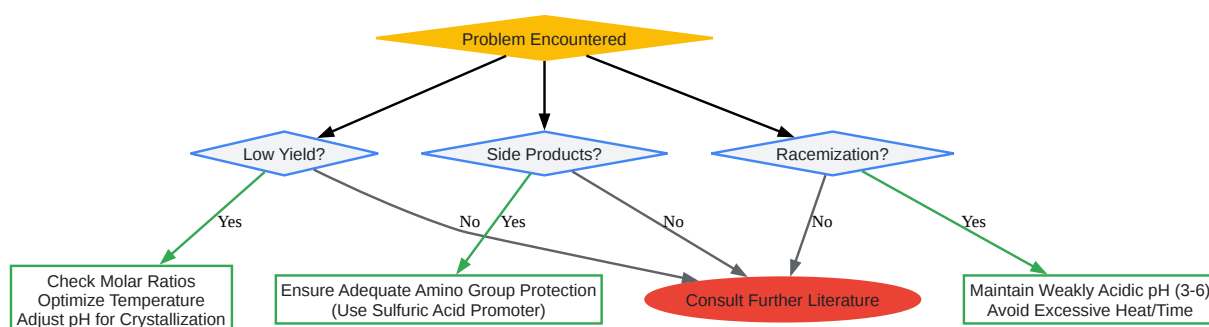 Problem Encountered
Low Yield?
Side Products?
Racemization?
Yes
No
Yes
No
No
Yes
Check Molar Ratios
Optimize Temperature
Adjust pH for Crystallization
Ensure Adequate Amino Group Protection
(Use Sulfuric Acid Promoter)
Consult Further Literature
Maintain Weakly Acidic pH (3-6)
Avoid Excessive Heat/Time